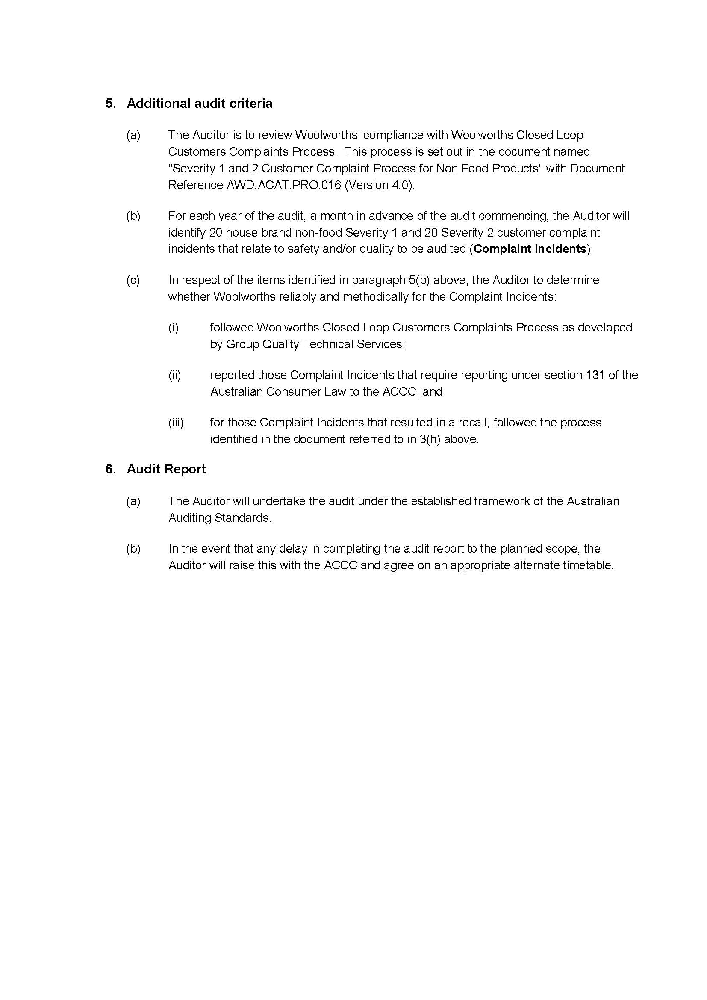 5. Additional audit criteria
(a) The Auditor is to review Woolworths’ compliance with Woolworths Closed Loop
Customers Complaints Process.  This process is set out in the document named
"Severity 1 and 2 Customer Complaint Process for Non Food Products" with Document
Reference AWD.ACAT.PRO.016 (Version 4.0).
(b) For each year of the audit, a month in advance of the audit commencing, the Auditor will
identify 20 house brand non-food Severity 1 and 20 Severity 2 customer complaint
incidents that relate to safety and/or quality to be audited (Complaint Incidents).
(c) In respect of the items identified in paragraph 5(b) above, the Auditor to determine
whether Woolworths reliably and methodically for the Complaint Incidents:
(i) followed Woolworths Closed Loop Customers Complaints Process as developed
by Group Quality Technical Services;
(ii) reported those Complaint Incidents that require reporting under section 131 of the
Australian Consumer Law to the ACCC; and
(iii) for those Complaint Incidents that resulted in a recall, followed the process
identified in the document referred to in 3(h) above.
6. Audit Report
(a) The Auditor will undertake the audit under the established framework of the Australian
Auditing Standards.
(b) In the event that any delay in completing the audit report to the planned scope, the
Auditor will raise this with the ACCC and agree on an appropriate alternate timetable.